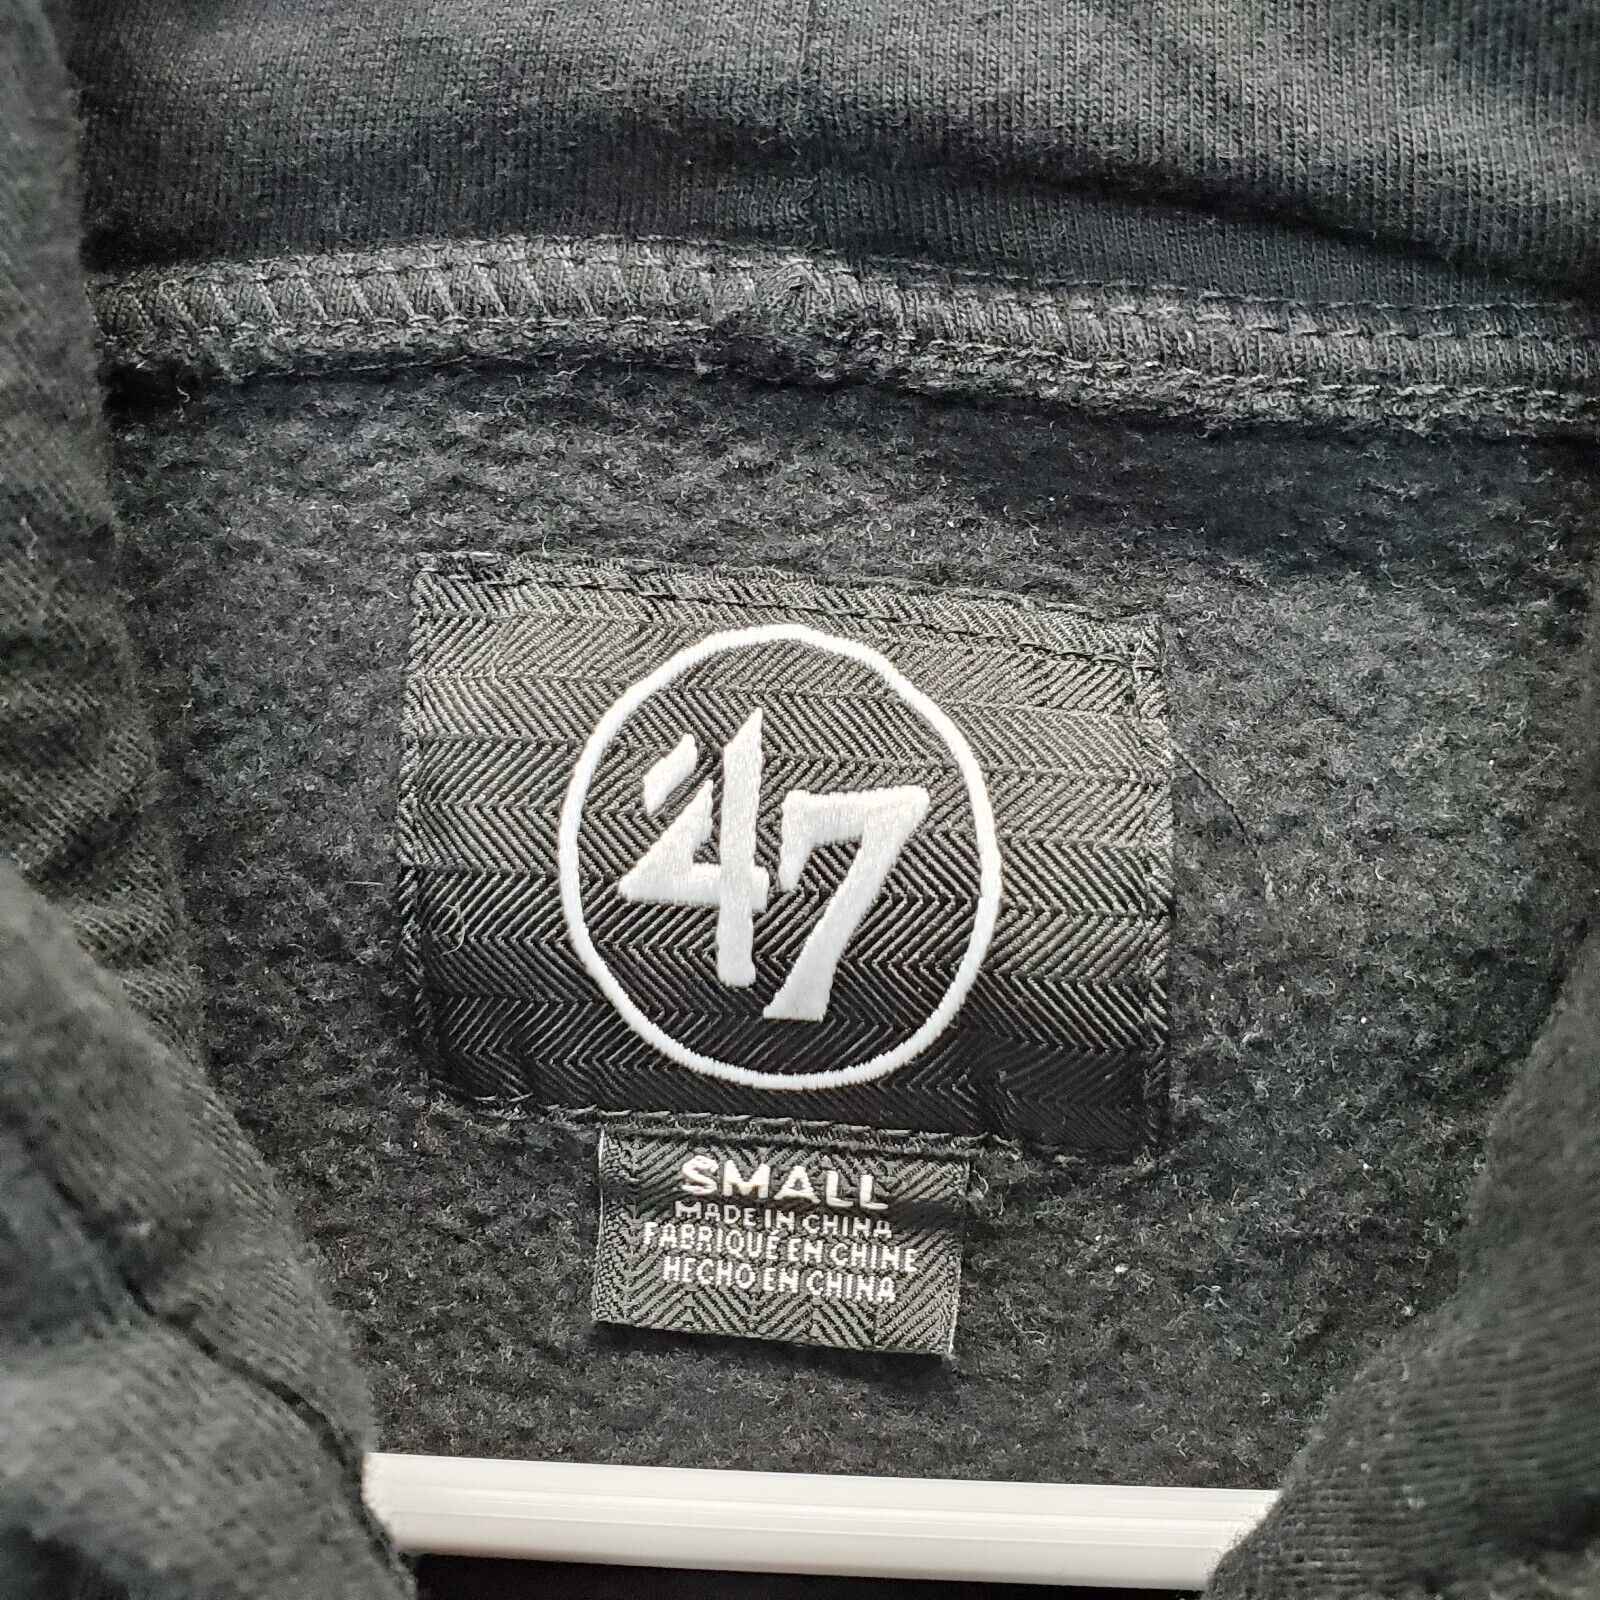 '47
SMALL
MADE IN CHINA
FABRIQUÉ EN CHINE
HECHO EN CHINA